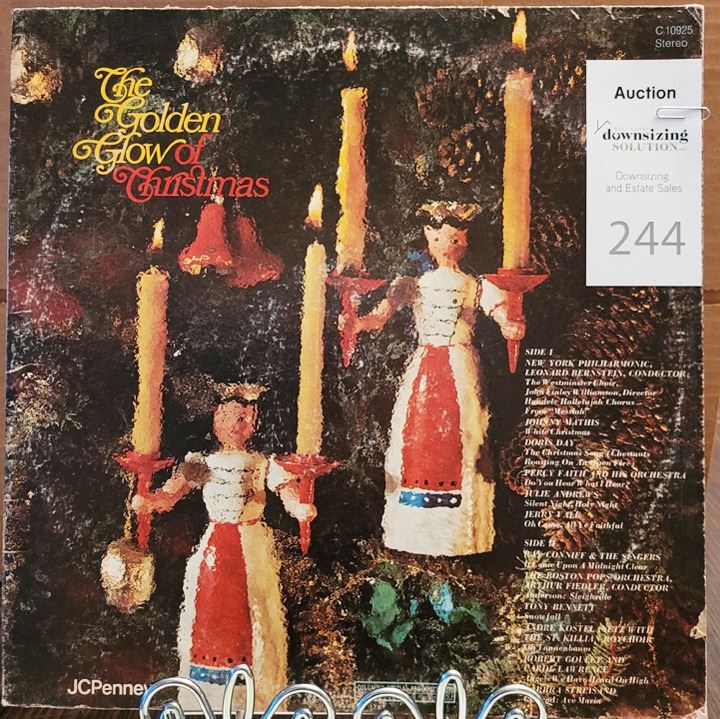 C 10925
Stereo
The
Golden
Glow of
Christmas
Auction
downsizing
SOLUTION
Downsizing
and Estate Sales
244
SIDE I
NEW YORK PHILHARMONIC,
LEONARD BERNSTEIN, CONDUCTOR
The Westminster Choir,
John Finley Williamson, Director
Handel: Hallelujah Chorus
From "Messiah"
JOHNNY MATHIS
White Christmas
DORIS DAY
The Christmas Song (Chestnuts
Roasting On An Open Fire)
PERCY FAITH AND HIS ORCHESTRA
Do You Hear What I Hear?
JULIE ANDREWS
Silent Night, Holy Night
JERRY VALE
Oh Come, All Ye Faithful
SIDE II
RAY CONNIFF & THE SINGERS
It Came Upon A Midnight Clear
THE BOSTON POPS ORCHESTRA,
ARTHUR FIEDLER, CONDUCTOR
Anderson: Sleighride
TONY BENNETT
Snowfall
ANDRE KOSTELANETZ WITH
THE ST. KILLIAN BOYCHOIR
Oh Tannenbaum
ROBERT GOULET AND
CAROL LAWRENCE
Angels We Have Heard On High
BARBRA STREISAND
Ave Maria
JCPenney